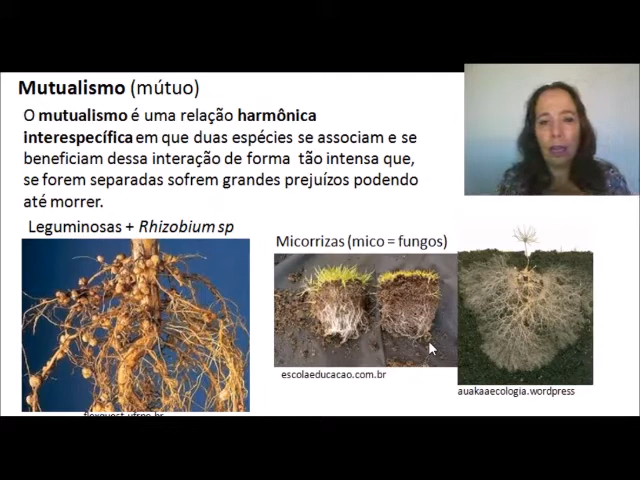 Mutualismo (mútuo)
O mutualismo é uma relação harmônica
interespecífica em que duas espécies se associam e se
beneficiam dessa interação de forma tão intensa que,
se forem separadas sofrem grandes prejuízos podendo
até morrer.
Leguminosas + Rhizobium sp
Micorrizas (mico = fungos)
escolaeducacao.com.br
auakaaecologia.wordpress